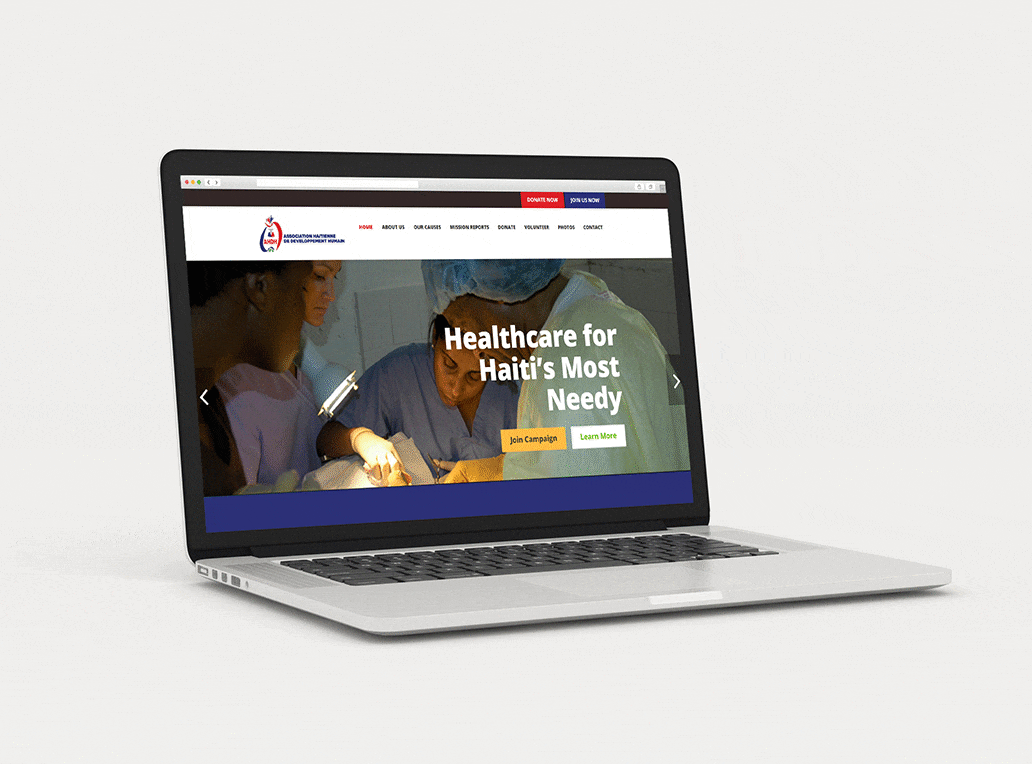 DONATE NOW
JOIN US NOW
AHDH
ASSOCIATION HAITIENNE
DE DEVELOPPEMENT HUMAIN
HOME
ABOUT US
OUR CAUSES
MISSION REPORTS
DONATE
VOLUNTEER
PHOTOS
CONTACT
Healthcare for
Haiti's Most
Needy
Join Campaign
Learn More